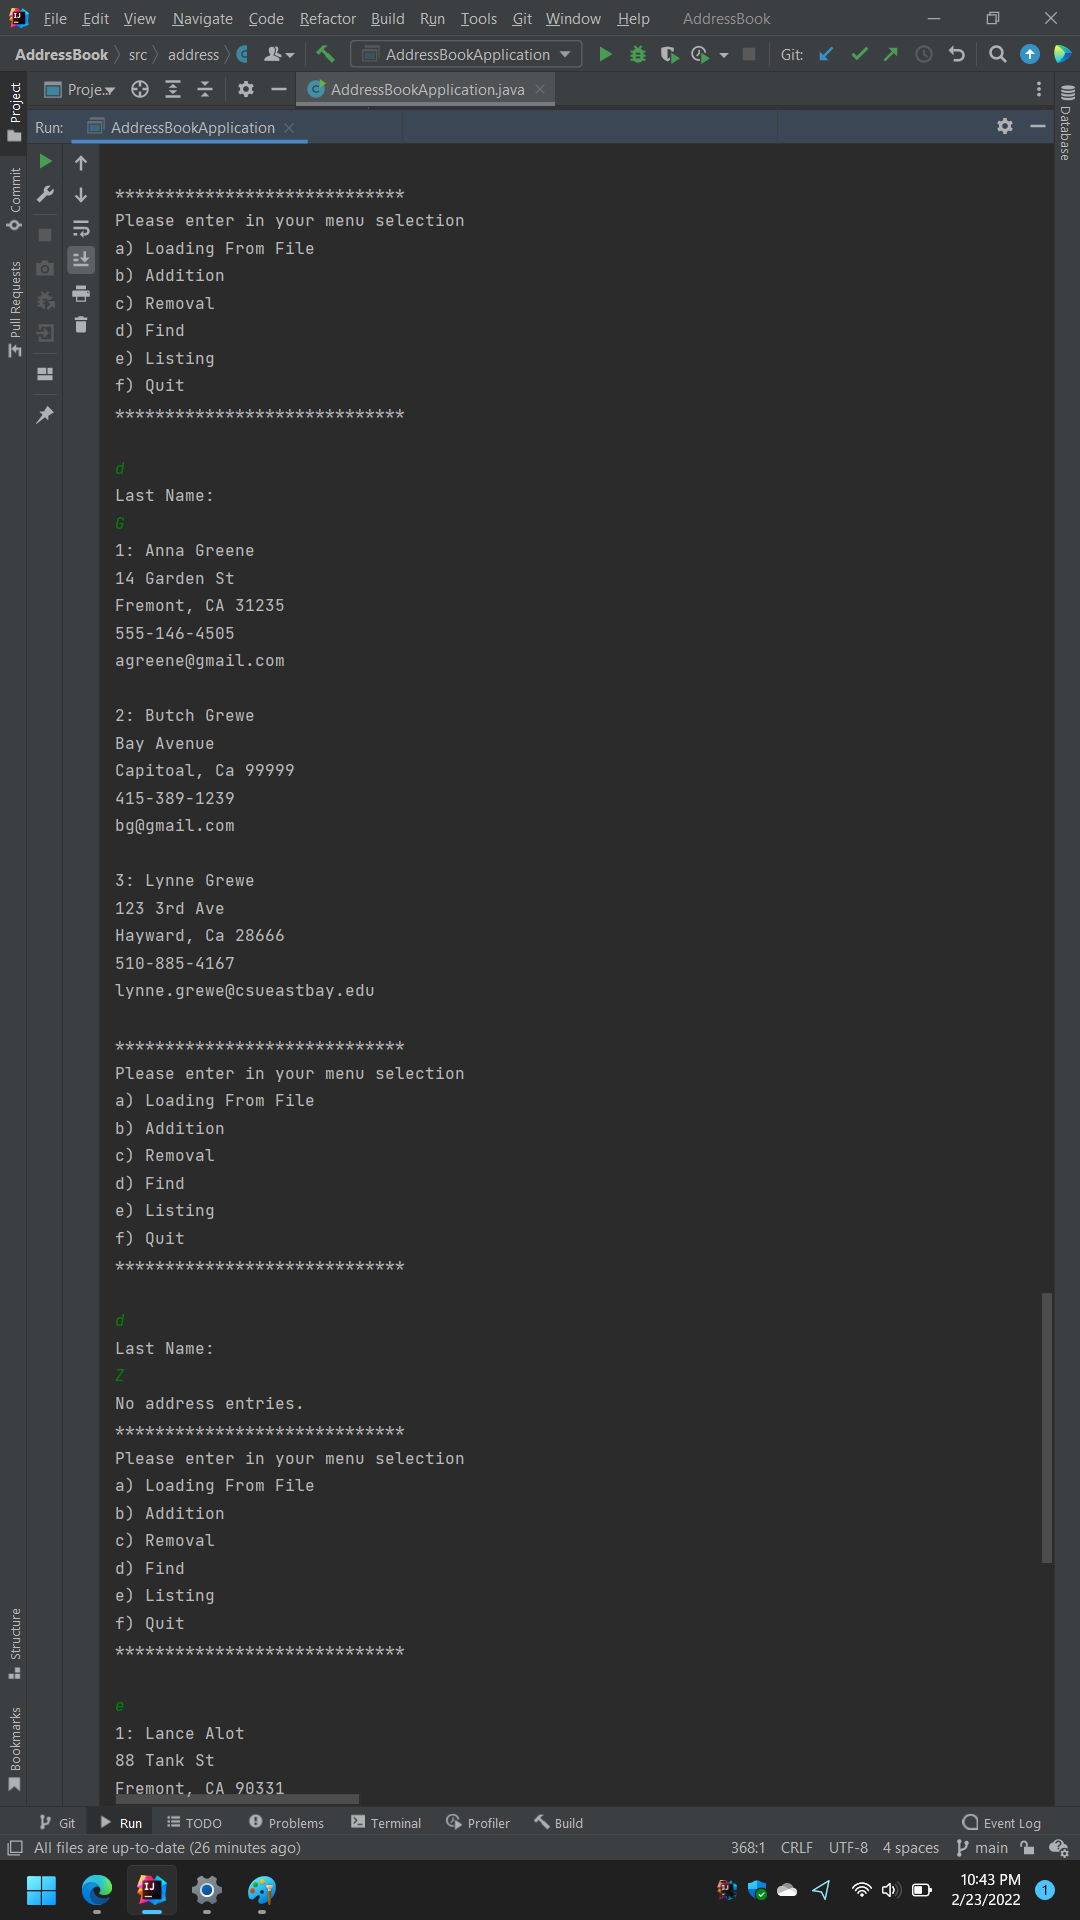 File Edit View Navigate Code Refactor Build Run Tools Git Window Help AddressBook
AddressBook src address AddressBookApplication Git:
Proje.. AddressBookApplication.java
Run: AddressBookApplication
Project
Commit
Pull Requests
Structure
Bookmarks
Database
*****************************
Please enter in your menu selection
a) Loading From File
b) Addition
c) Removal
d) Find
e) Listing
f) Quit
*****************************
d
Last Name:
G
1: Anna Greene
14 Garden St
Fremont, CA 31235
555-146-4505
agreene@gmail.com
2: Butch Grewe
Bay Avenue
Capitoal, Ca 99999
415-389-1239
bg@gmail.com
3: Lynne Grewe
123 3rd Ave
Hayward, Ca 28666
510-885-4167
lynne.grewe@csueastbay.edu
*****************************
Please enter in your menu selection
a) Loading From File
b) Addition
c) Removal
d) Find
e) Listing
f) Quit
*****************************
d
Last Name:
Z
No address entries.
*****************************
Please enter in your menu selection
a) Loading From File
b) Addition
c) Removal
d) Find
e) Listing
f) Quit
*****************************
e
1: Lance Alot
88 Tank St
Fremont, CA 90331
Git Run TODO Problems Terminal Profiler Build Event Log
All files are up-to-date (26 minutes ago) 368:1 CRLF UTF-8 4 spaces main
10:43 PM
2/23/2022
1